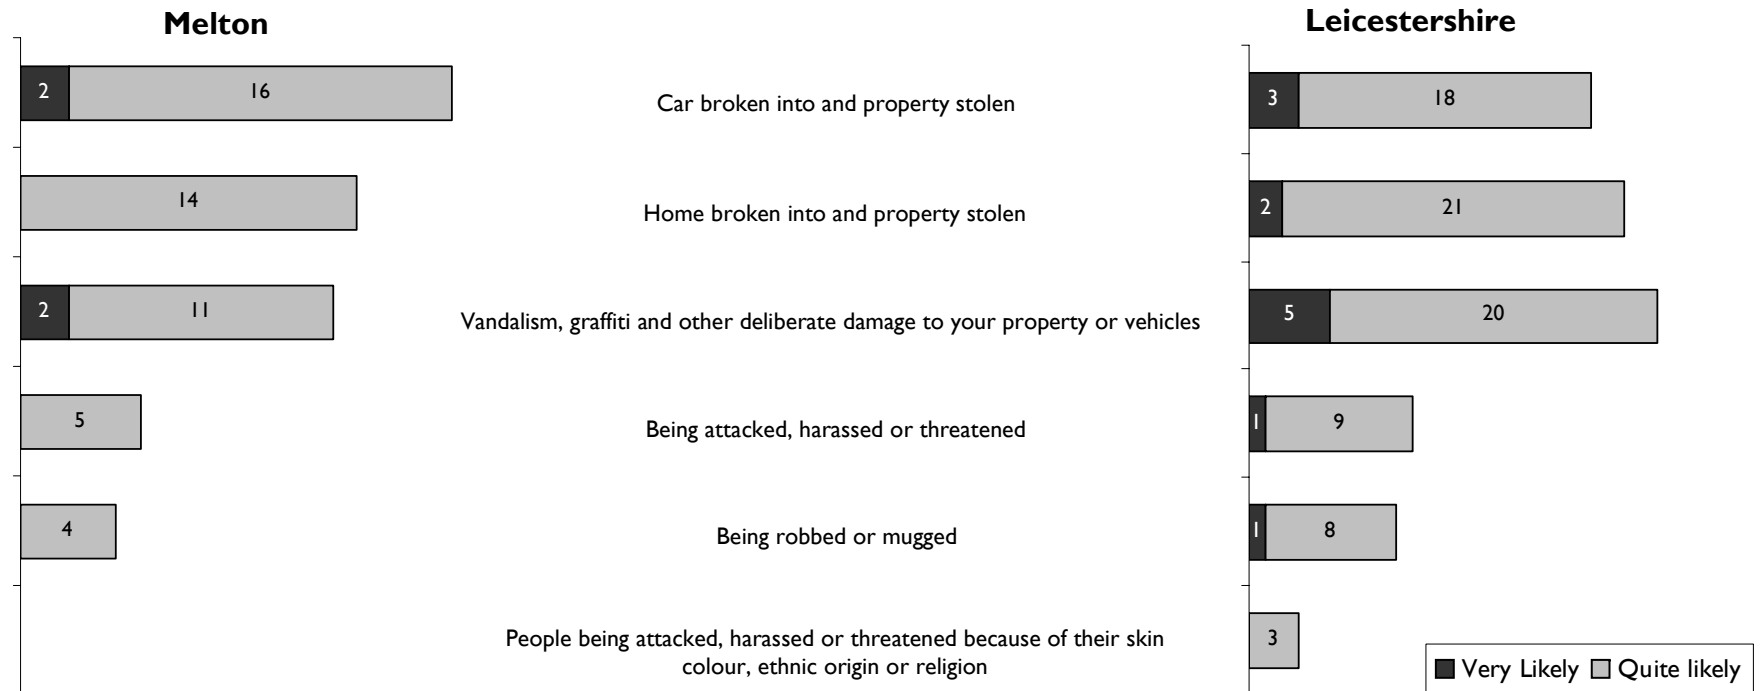 Melton
Leicestershire
2 16 Car broken into and property stolen 3 18
14 Home broken into and property stolen 2 21
2 11 Vandalism, graffiti and other deliberate damage to your property or vehicles 5 20
5 Being attacked, harassed or threatened 1 9
4 Being robbed or mugged 1 8
People being attacked, harassed or threatened because of their skin
colour, ethnic origin or religion
3
Very Likely Quite likely